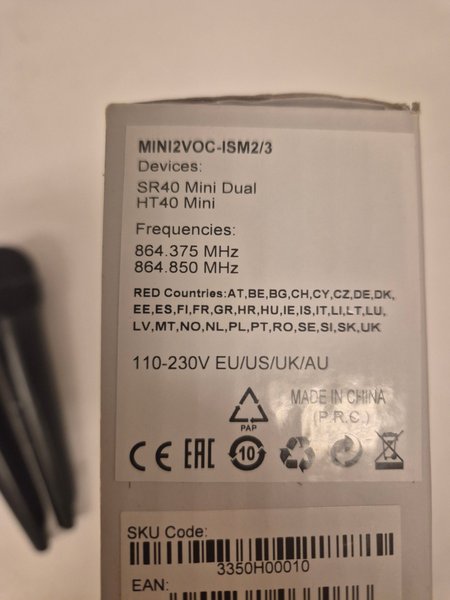 MINI2VOC-ISM2/3
Devices:
SR40 Mini Dual
HT40 Mini
Frequencies:
864.375 MHz
864.850 MHz
RED Countries:AT,BE,BG,CH,CY,CZ,DE,DK,
EE,ES,FI,FR,GR,HR,HU,IE,IS,IT,LI,LT,LU,
LV,MT,NO,NL,PL,PT,RO,SE,SI,SK,UK
110-230V EU/US/UK/AU
PAP
MADE IN CHINA
(P.R.C.)
CE EAC 10
SKU Code:
3350H00010
EAN: